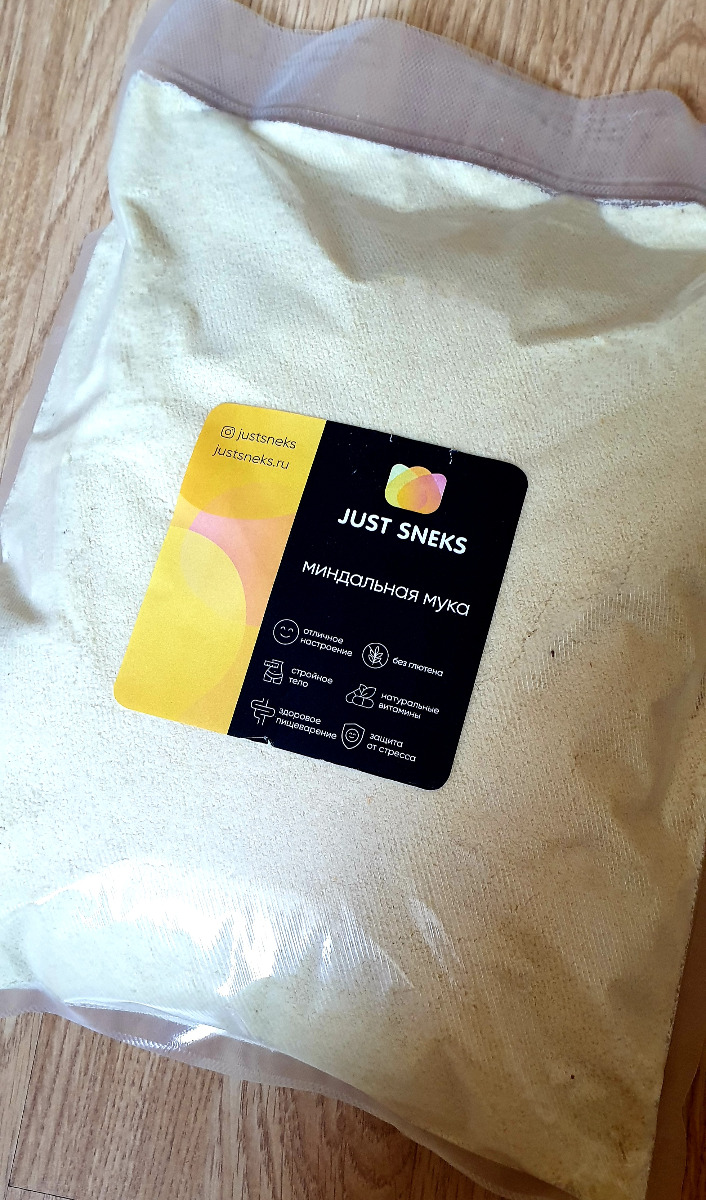 justsneks
justsneks.ru
JUST SNEKS
миндальная мука
отличное
настроение
без глютена
стройное
тело
натуральные
витамины
здоровое
пищеварение
защита
от стресса